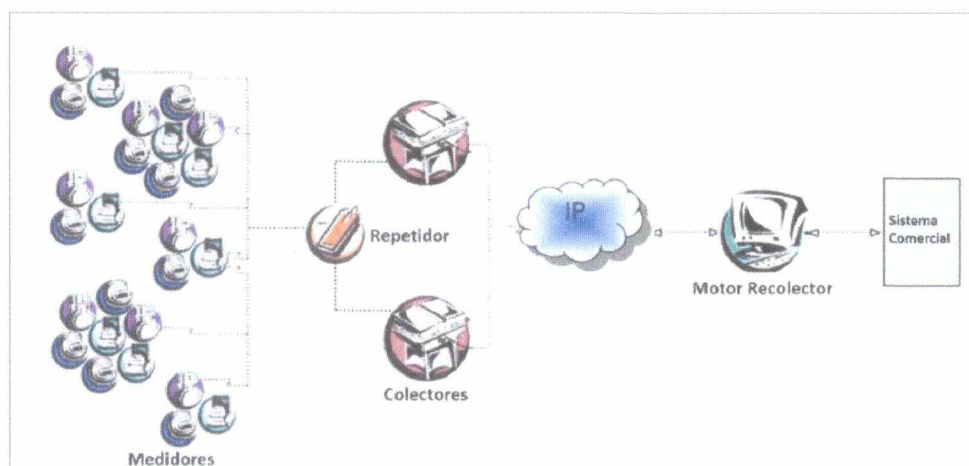 Repetidor
IP
Sistema
Comercial
Motor Recolector
Colectores
Medidores